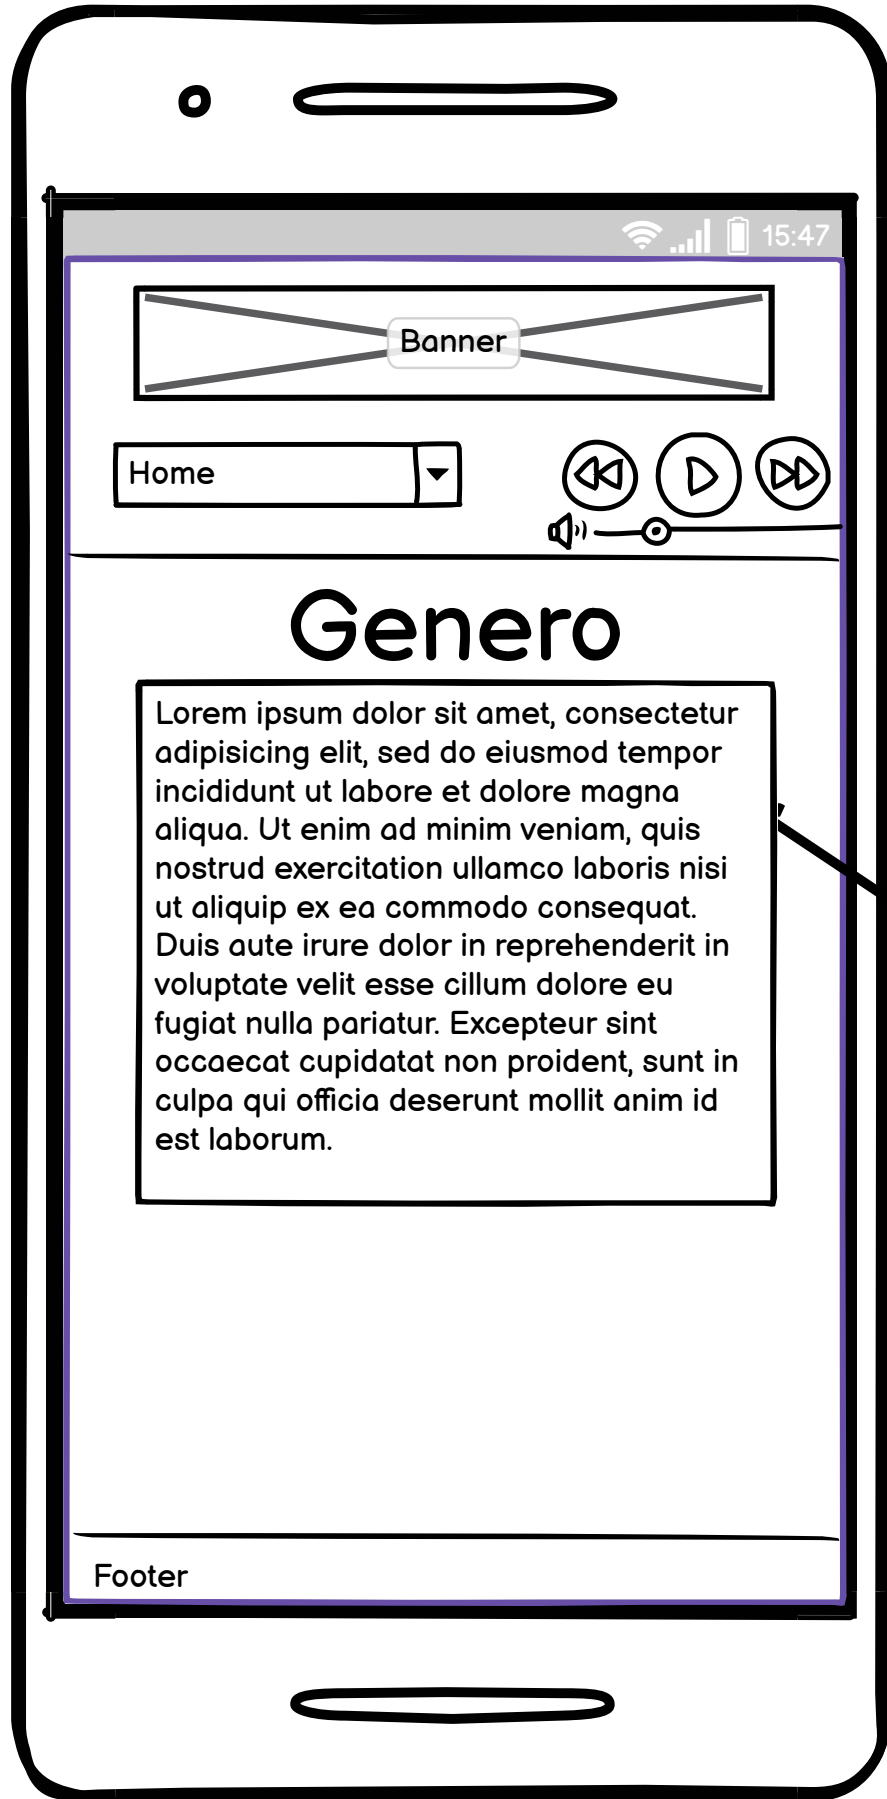 15:47
Banner
Home
Genero
Lorem ipsum dolor sit amet, consectetur
adipisicing elit, sed do eiusmod tempor
incididunt ut labore et dolore magna
aliqua. Ut enim ad minim veniam, quis
nostrud exercitation ullamco laboris nisi
ut aliquip ex ea commodo consequat.
Duis aute irure dolor in reprehenderit in
voluptate velit esse cillum dolore eu
fugiat nulla pariatur. Excepteur sint
occaecat cupidatat non proident, sunt in
culpa qui officia deserunt mollit anim id
est laborum.
Footer